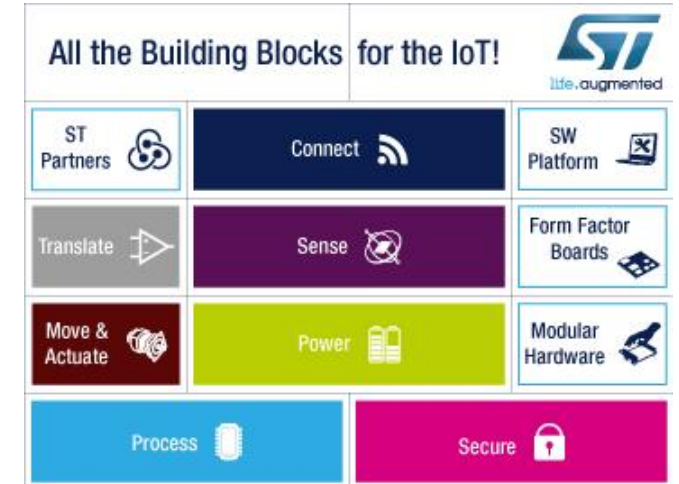 All the Building Blocks for the IoT!
ST
life.augmented
ST
Partners
Connect
SW
Platform
Translate
Sense
Form Factor
Boards
Move &
Actuate
Power
Modular
Hardware
Process
Secure